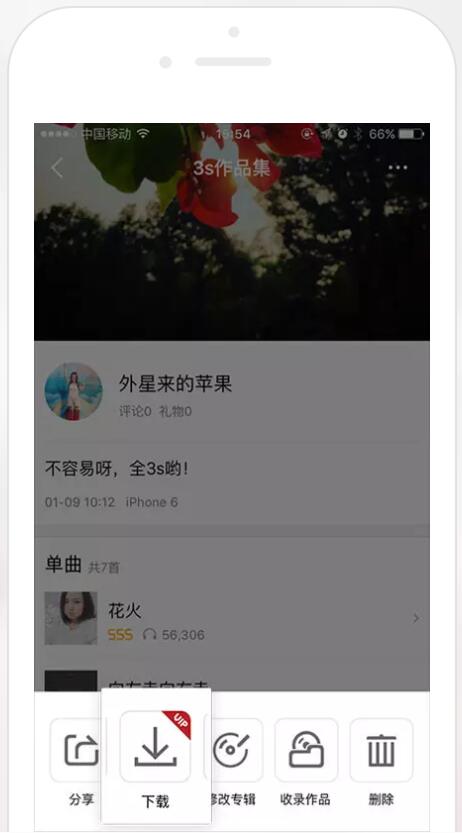 中国移动 16:54 66%
3s作品集
外星来的苹果
评论0 礼物0
不容易呀，全3s哟！
01-09 10:12 iPhone 6
单曲 共7首
花火
SSS 56,306
VIP
分享 下载 修改专辑 收录作品 删除